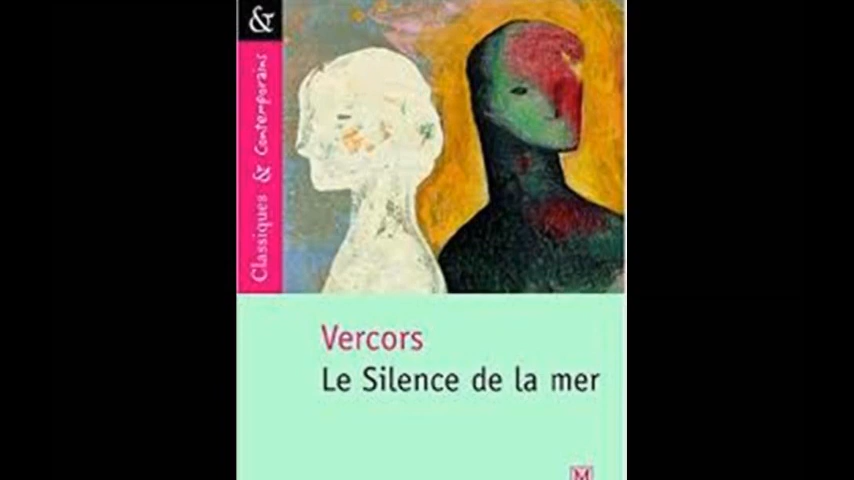 &
Classiques & Contemporains
Vercors
Le Silence de la mer
M